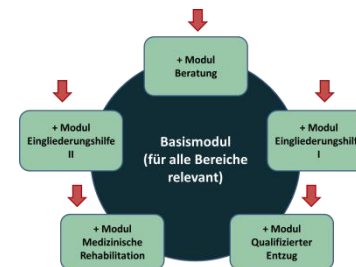 + Modul
Beratung
+ Modul
Eingliederungshilfe
II
Basismodul
(für alle Bereiche
relevant)
+ Modul
Eingliederungshilf
I
+ Modul
Medizinische
Rehabilitation
+ Modul
Qualifizierter
Entzug